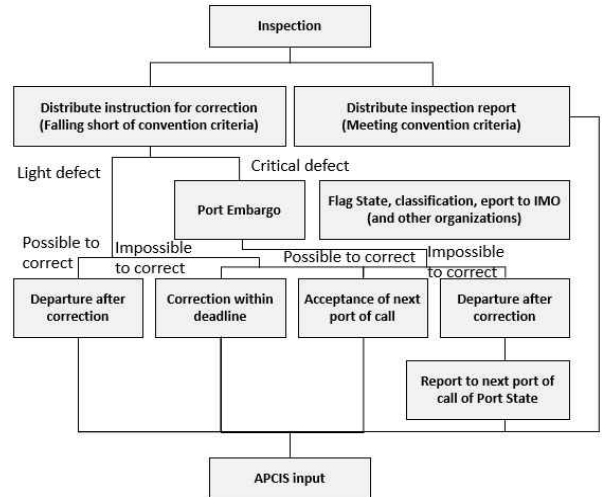 Inspection
Distribute instruction for correction
(Falling short of convention criteria)
Distribute inspection report
(Meeting convention criteria)
Light defect
Critical defect
Port Embargo
Flag State, classification, eport to IMO
(and other organizations)
Possible to
correct
Impossible
to correct
Possible to correct
Impossible
to correct
Departure after
correction
Correction within
deadline
Acceptance of next
port of call
Departure after
correction
Report to next port of
call of Port State
APCIS input